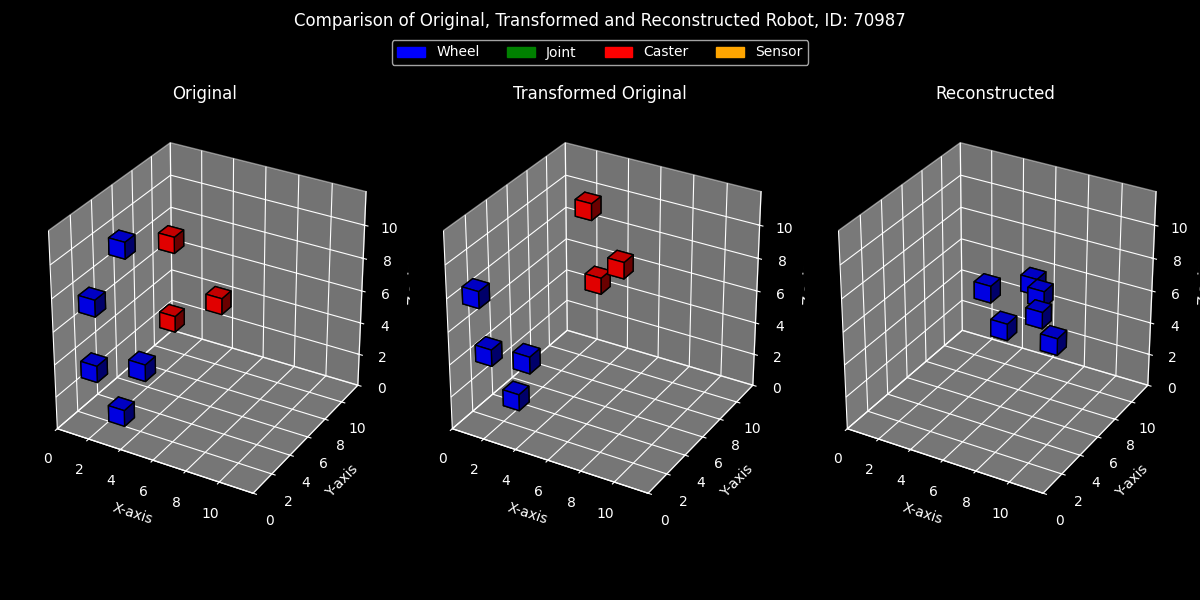 Comparison of Original, Transformed and Reconstructed Robot, ID: 70987
Wheel Joint Caster Sensor
Original Transformed Original Reconstructed
0 2 4 6 8 10
X-axis
0 2 4 6 8 10
Y-axis
0 2 4 6 8 10
0 2 4 6 8 10
X-axis
0 2 4 6 8 10
Y-axis
0 2 4 6 8 10
0 2 4 6 8 10
X-axis
0 2 4 6 8 10
Y-axis
0 2 4 6 8 10